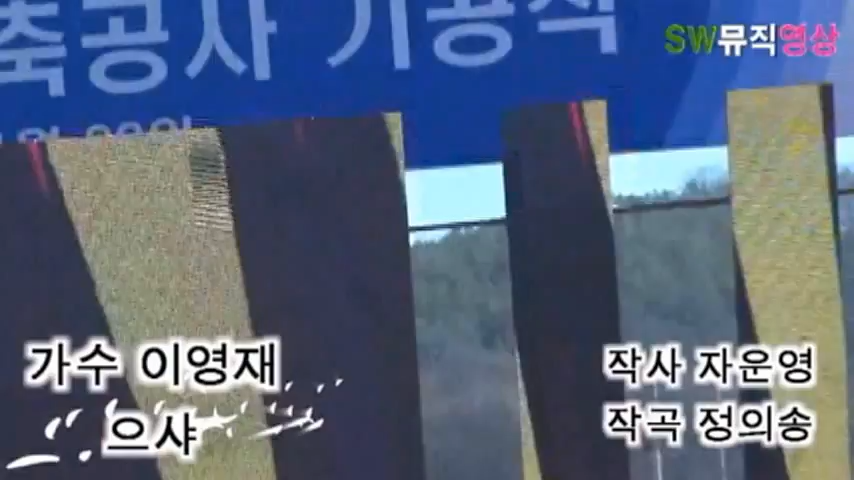 축공사 기공식
SW뮤직영상
가수 이영재
으샤
작사 자운영
작곡 정의송